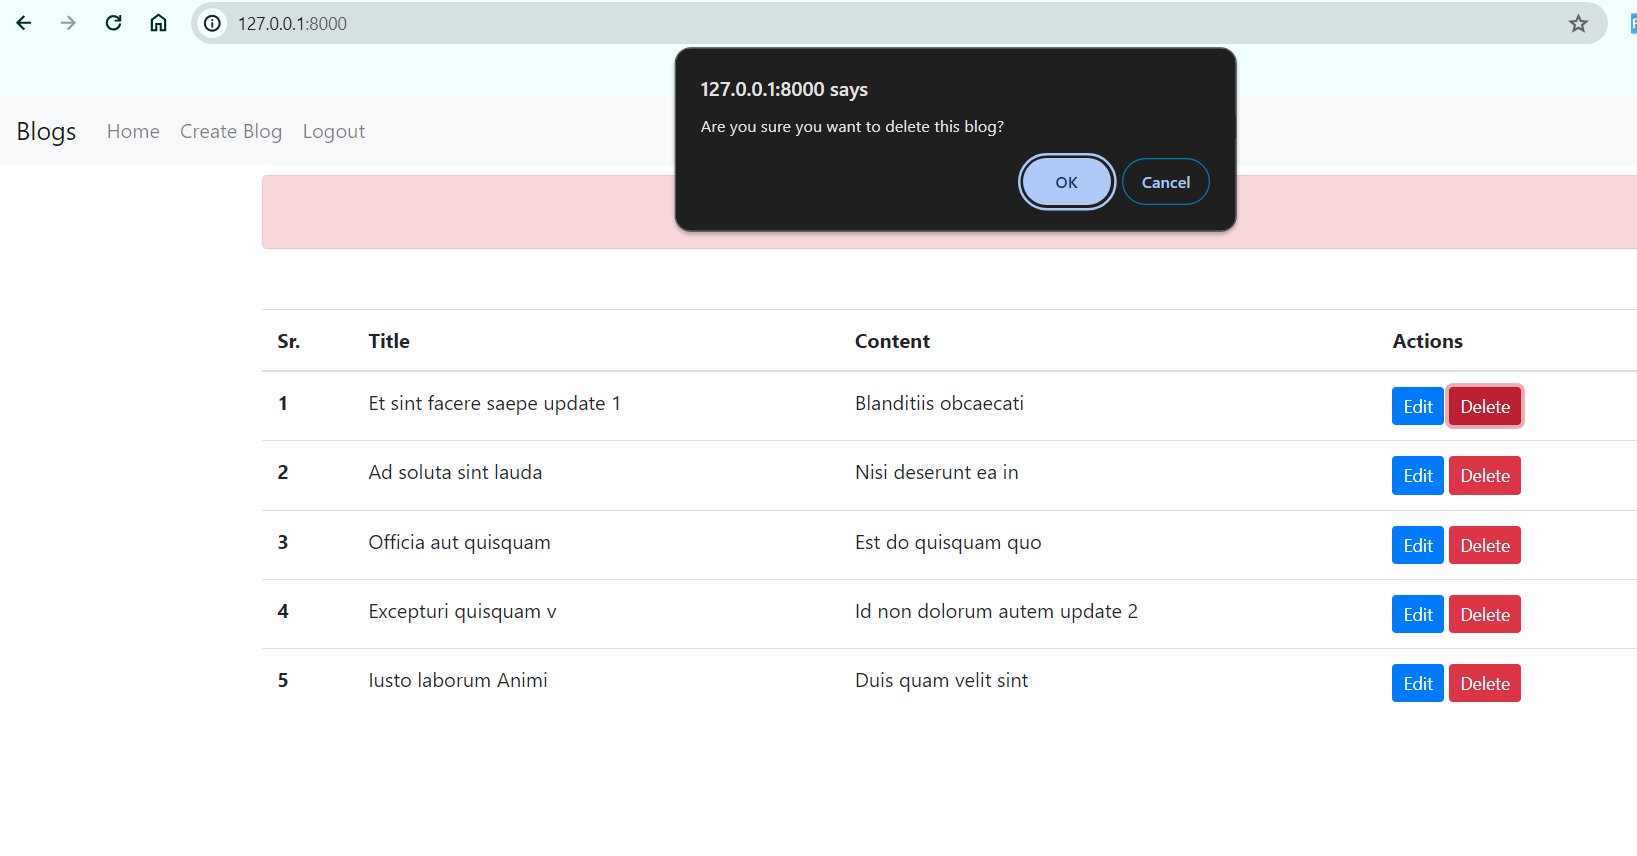 127.0.0.1:8000
127.0.0.1:8000 says
Are you sure you want to delete this blog?
OK Cancel
Blogs Home Create Blog Logout
Sr. Title Content Actions
1 Et sint facere saepe update 1 Blanditiis obcaecati Edit Delete
2 Ad soluta sint lauda Nisi deserunt ea in Edit Delete
3 Officia aut quisquam Est do quisquam quo Edit Delete
4 Excepturi quisquam v Id non dolorum autem update 2 Edit Delete
5 Iusto laborum Animi Duis quam velit sint Edit Delete